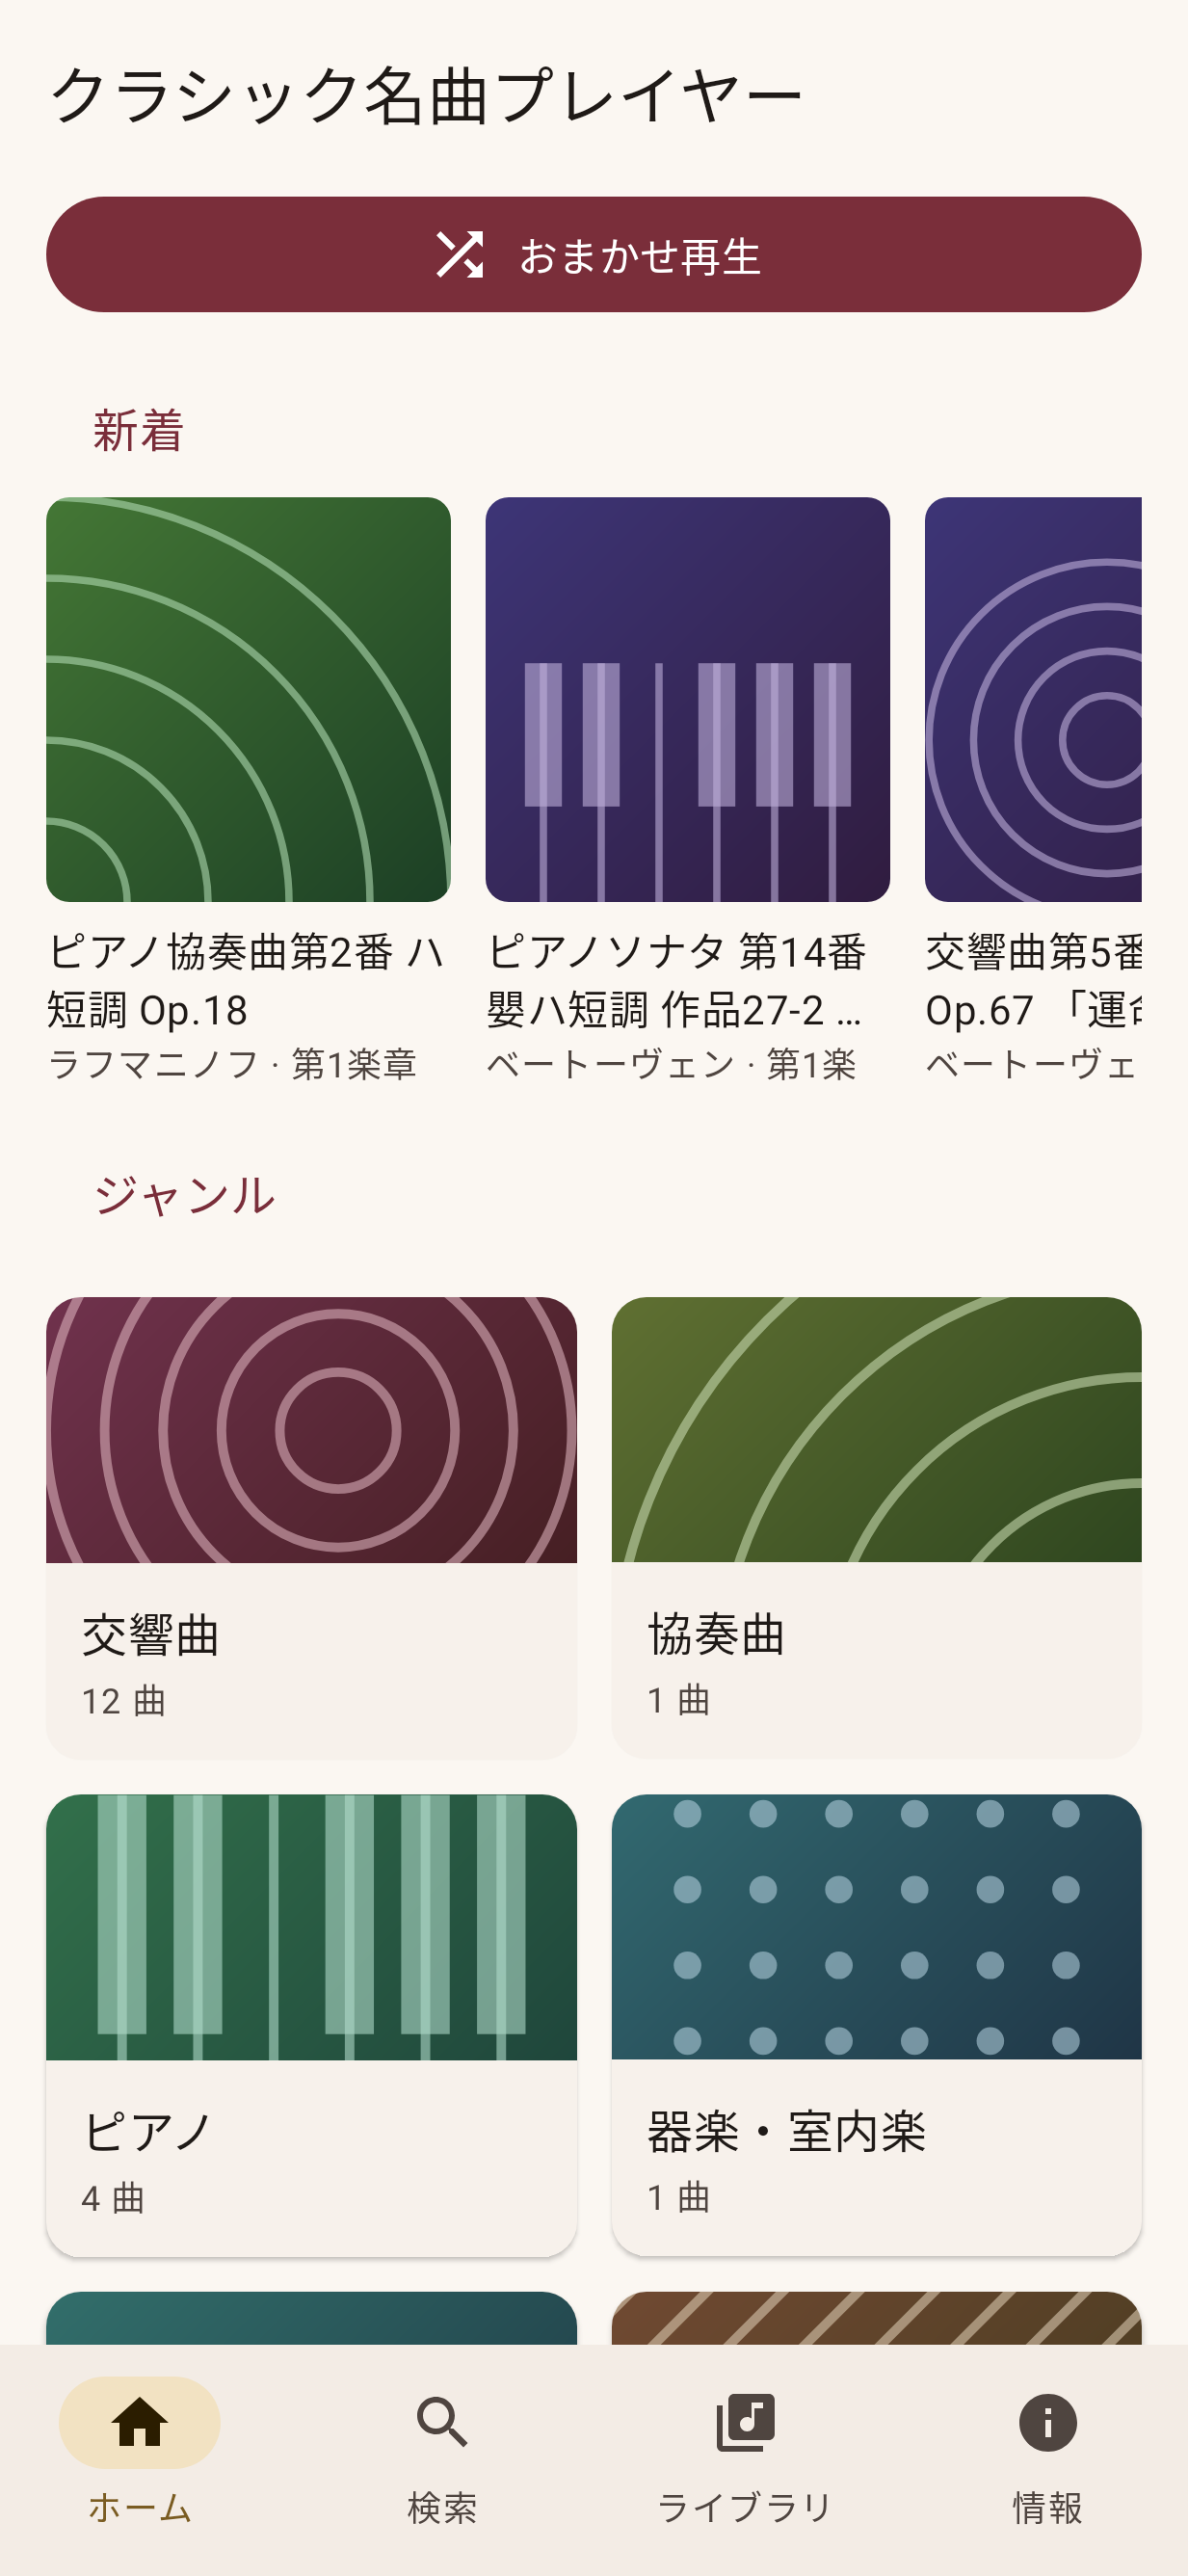 クラシック名曲プレイヤー
おまかせ再生
新着
ピアノ協奏曲第2番 ハ
短調 Op.18
ラフマニノフ · 第1楽章
ピアノソナタ 第14番
嬰ハ短調 作品27-2 …
ベートーヴェン · 第1楽
交響曲第5番
Op.67 「運命
ベートーヴェ
ジャンル
交響曲
12 曲
協奏曲
1 曲
ピアノ
4 曲
器楽・室内楽
1 曲
ホーム
検索
ライブラリ
情報